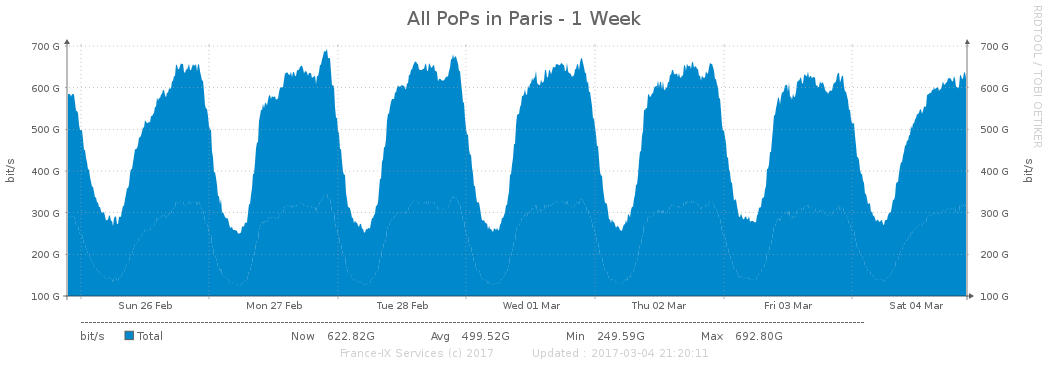 All PoPs in Paris - 1 Week
RRDTOOL / TOBI OETIKER
bit/s
700 G 700 G
600 G 600 G
500 G 500 G
400 G 400 G
300 G 300 G
200 G 200 G
100 G 100 G
bit/s
Sun 26 Feb Mon 27 Feb Tue 28 Feb Wed 01 Mar Thu 02 Mar Fri 03 Mar Sat 04 Mar
bit/s Total Now 622.82G Avg 499.52G Min 249.59G Max 692.80G
France-IX Services (c) 2017 Updated : 2017-03-04 21:20:11